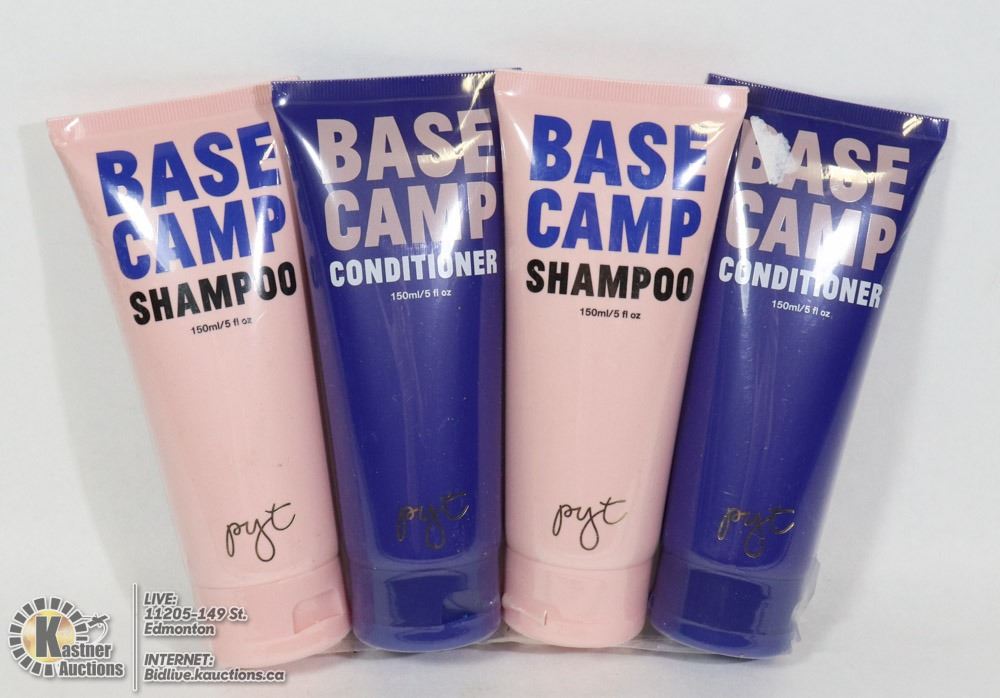 BASE
CAMP
SHAMPOO
150ml/5 fl oz
pyt
BASE
CAMP
CONDITIONER
150ml/5 fl oz
pyt
BASE
CAMP
SHAMPOO
150ml/5 fl oz
pyt
BASE
CAMP
CONDITIONER
150ml/5 fl oz
pyt
Kastner
Auctions
LIVE:
11205-149 St.
Edmonton
INTERNET:
Bidlive.kauctions.ca